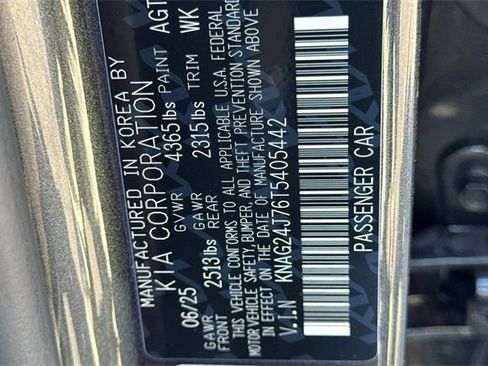 MANUFACTURED IN KOREA BY
KIA CORPORATION
GVWR 4365lbs PAINT AGT
06/25
GAWR 2513lbs GAWR REAR 2315lbs TRIM WK
THIS VEHICLE CONFORMS TO ALL APPLICABLE U.S.A. FEDERAL
MOTOR VEHICLE SAFETY, BUMPER, AND THEFT PREVENTION STANDARDS
IN EFFECT ON THE DATE OF MANUFACTURE SHOWN ABOVE
V.I.N KNAG24J76T5405442
PASSENGER CAR